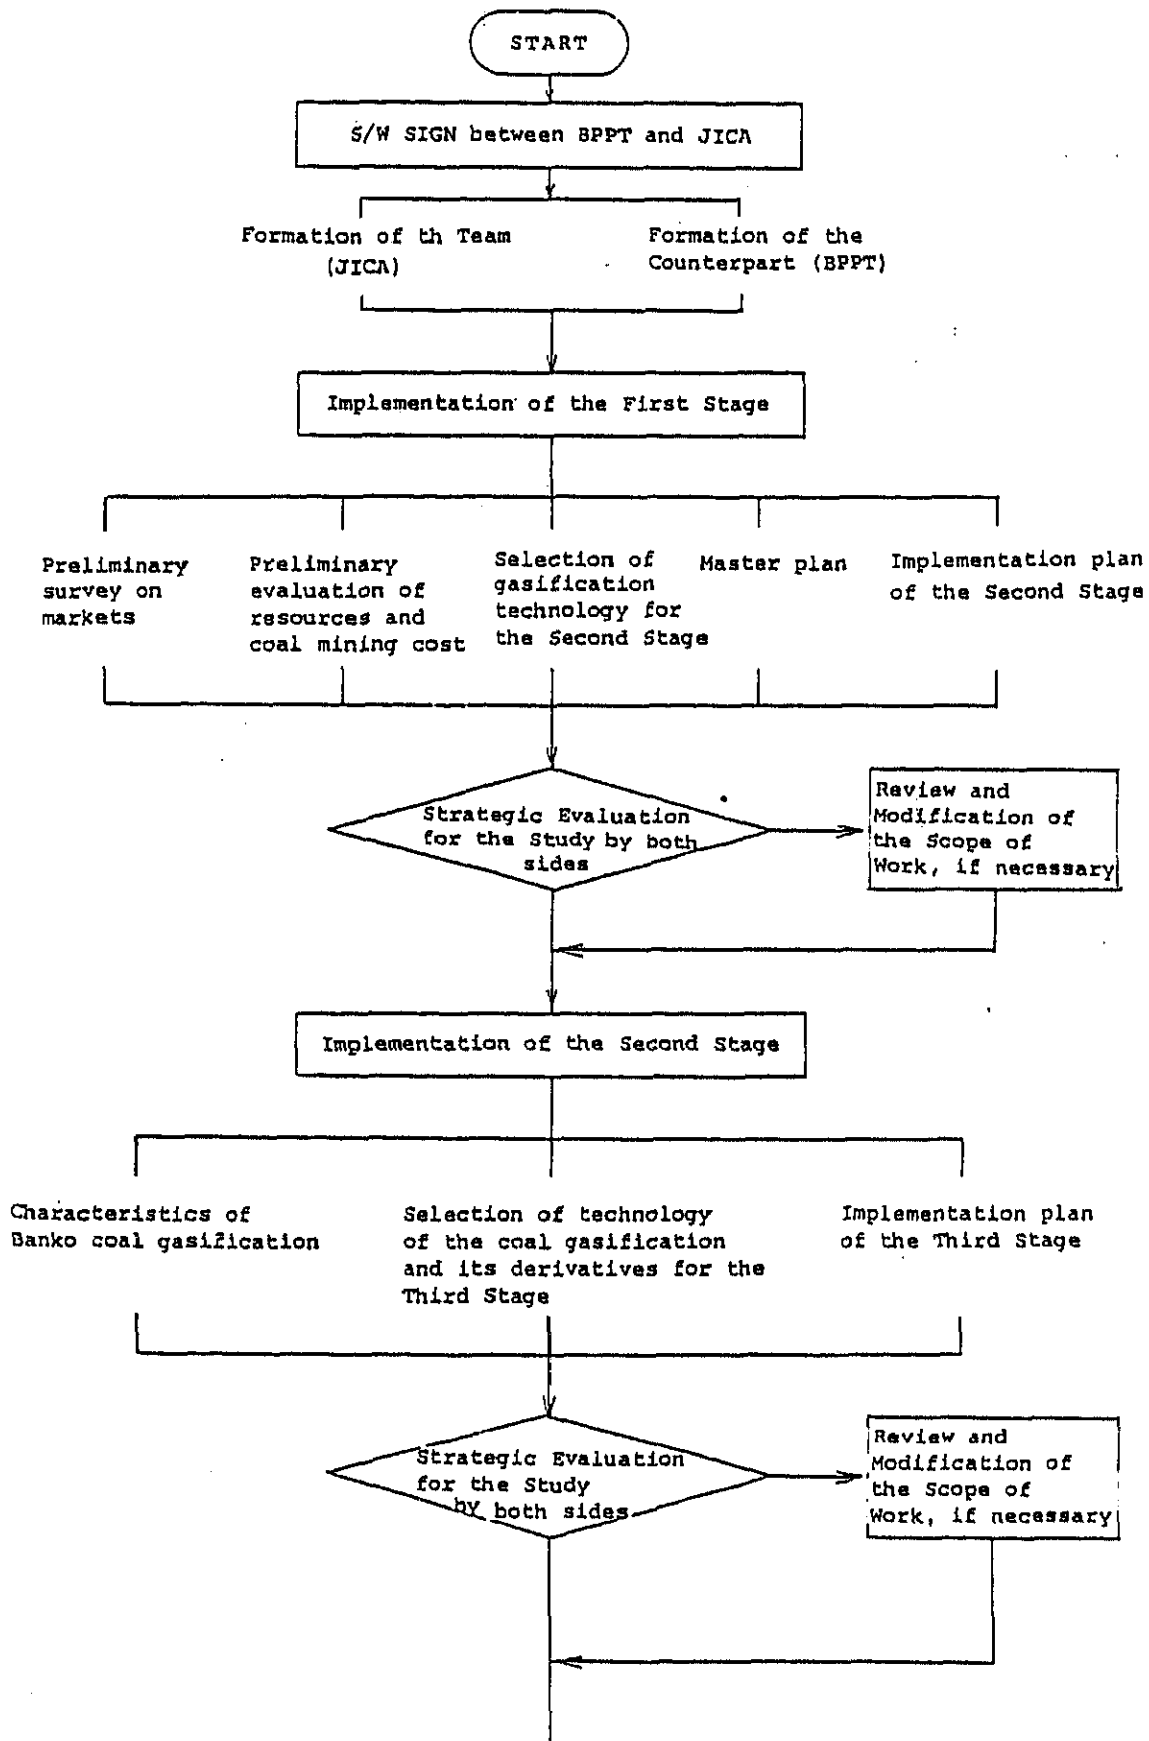 START
S/W SIGN between BPPT and JICA
Formation of th Team
(JICA)
Formation of the
Counterpart (BPPT)
Implementation of the First Stage
Preliminary
survey on
markets
Preliminary
evaluation of
resources and
coal mining cost
Selection of
gasification
technology for
the Second Stage
Master plan
Implementation plan
of the Second Stage
Strategic Evaluation
for the Study by both
sides
Review and
Modification of
the Scope of
Work, if necessary
Implementation of the Second Stage
Characteristics of
Banko coal gasification
Selection of technology
of the coal gasification
and its derivatives for the
Third Stage
Implementation plan
of the Third Stage
Strategic Evaluation
for the Study
by both sides
Review and
Modification of
the Scope of
Work, if necessary